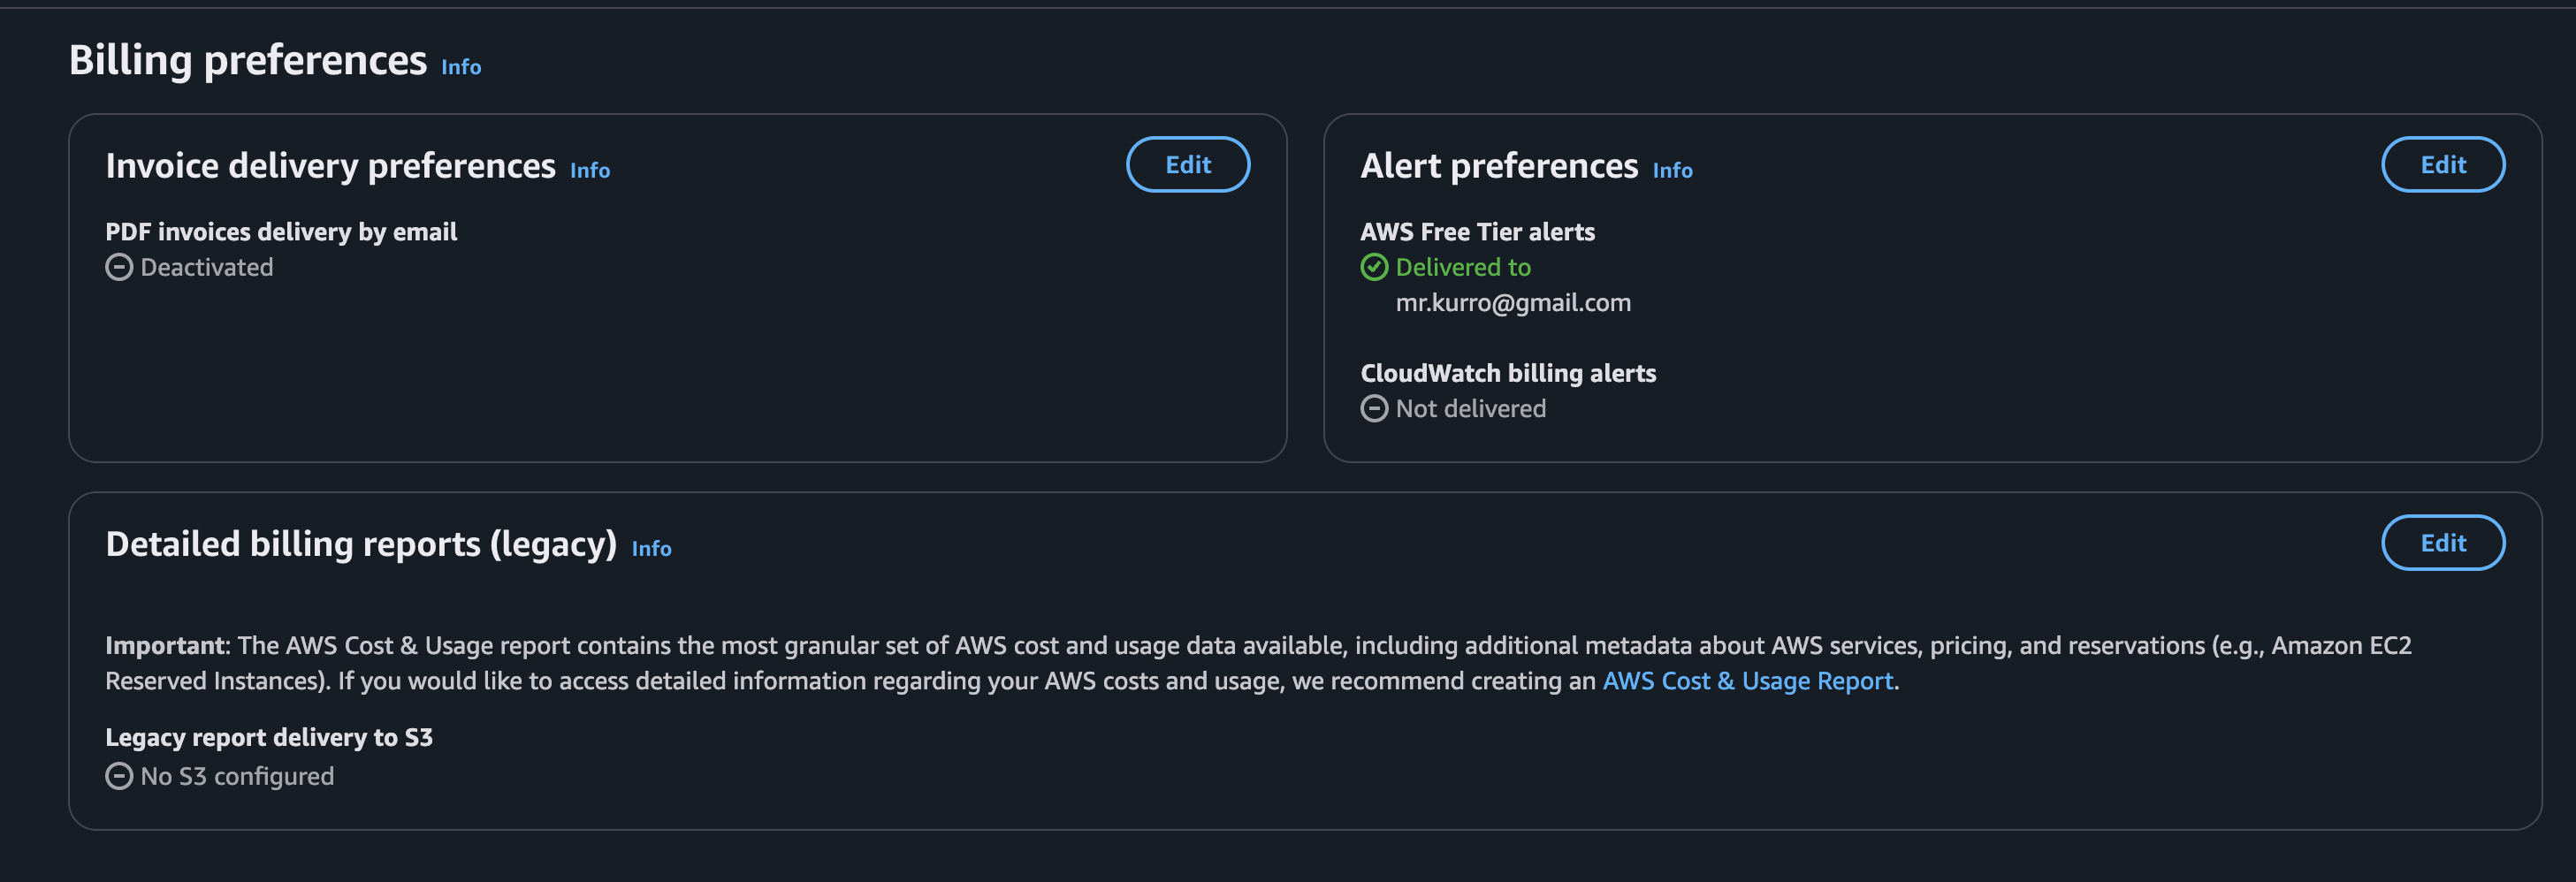 Billing preferences Info
Invoice delivery preferences Info
Edit
PDF invoices delivery by email
Deactivated
Alert preferences Info
Edit
AWS Free Tier alerts
Delivered to
mr.kurro@gmail.com
CloudWatch billing alerts
Not delivered
Detailed billing reports (legacy) Info
Edit
Important: The AWS Cost & Usage report contains the most granular set of AWS cost and usage data available, including additional metadata about AWS services, pricing, and reservations (e.g., Amazon EC2
Reserved Instances). If you would like to access detailed information regarding your AWS costs and usage, we recommend creating an AWS Cost & Usage Report.
Legacy report delivery to S3
No S3 configured